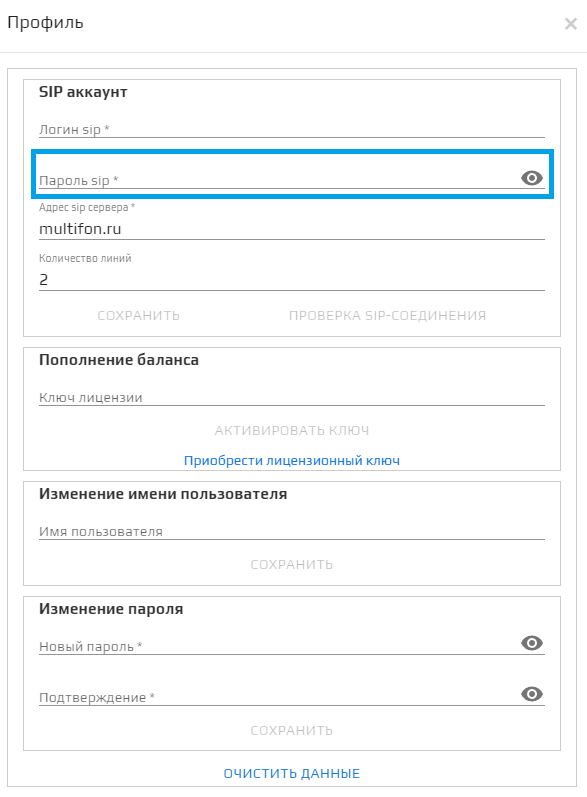 Профиль
SIP аккаунт
Логин sip *
Пароль sip *
Адрес sip сервера *
multifon.ru
Количество линий
2
СОХРАНИТЬ ПРОВЕРКА SIP-СОЕДИНЕНИЯ
Пополнение баланса
Ключ лицензии
АКТИВИРОВАТЬ КЛЮЧ
Приобрести лицензионный ключ
Изменение имени пользователя
Имя пользователя
СОХРАНИТЬ
Изменение пароля
Новый пароль *
Подтверждение *
СОХРАНИТЬ
ОЧИСТИТЬ ДАННЫЕ